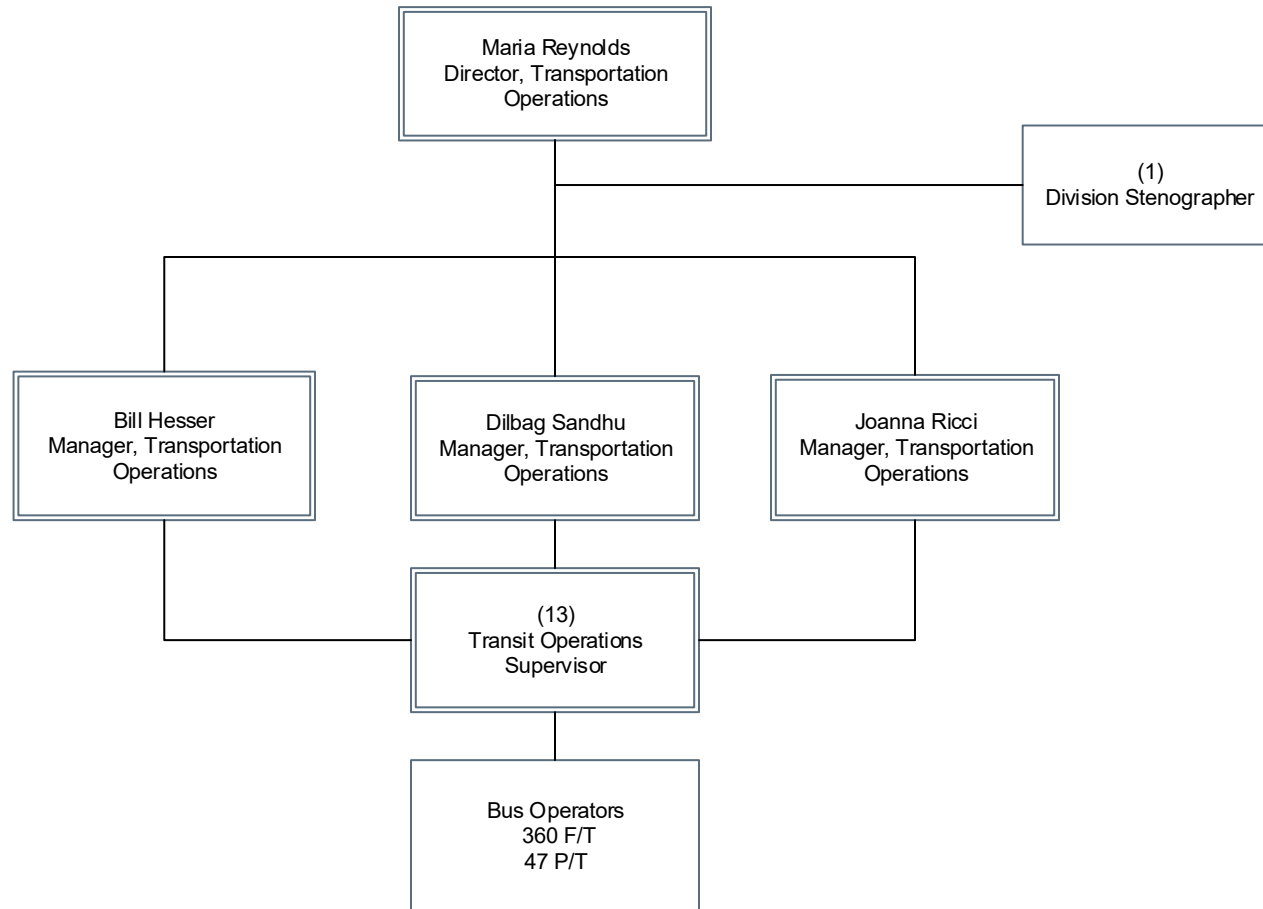 Maria Reynolds
Director, Transportation
Operations
(1)
Division Stenographer
Bill Hesser
Manager, Transportation
Operations
Dilbag Sandhu
Manager, Transportation
Operations
Joanna Ricci
Manager, Transportation
Operations
(13)
Transit Operations
Supervisor
Bus Operators
360 F/T
47 P/T